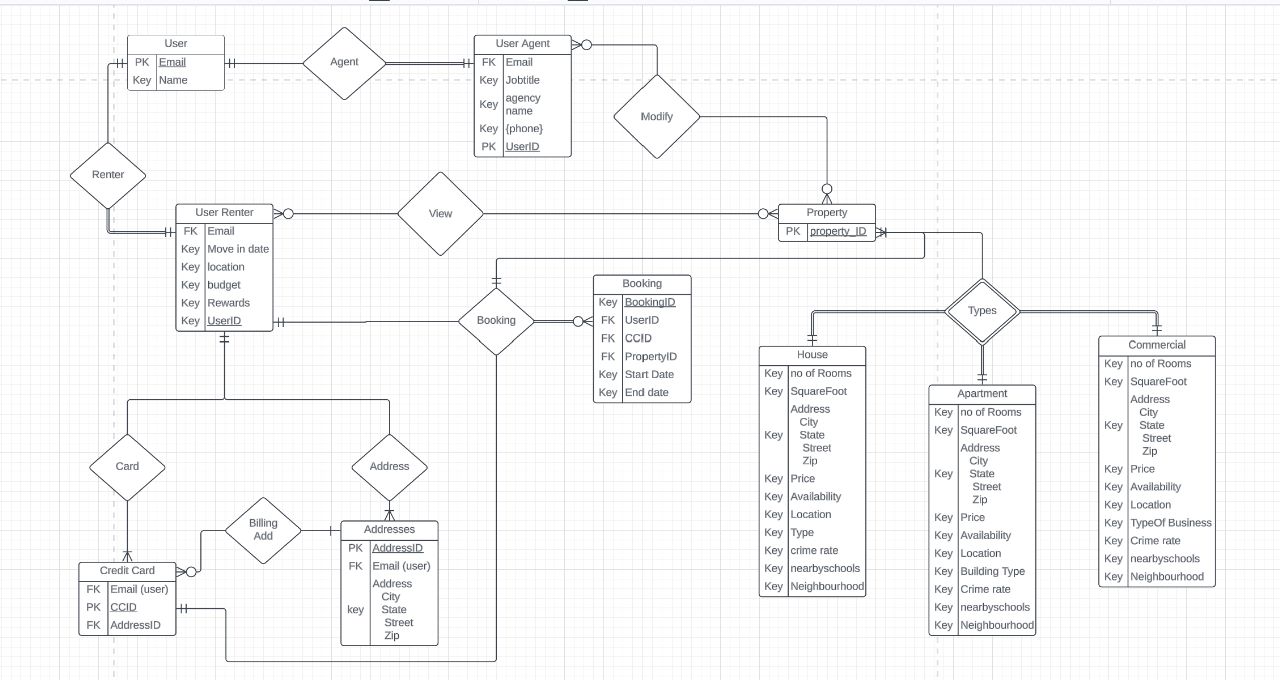 User
PK Email
Key Name
Agent
User Agent
FK Email
Key Jobtitle
Key agency
name
Key {phone}
PK UserID
Modify
Renter
User Renter
FK Email
Key Move in date
Key location
Key budget
Key Rewards
Key UserID
View
Property
PK property_ID
Booking
Booking
Key BookingID
FK UserID
FK CCID
FK PropertyID
Key Start Date
Key End date
Types
House
Key no of Rooms
Key SquareFoot
Address
City
Key State
Street
Zip
Key Price
Key Availability
Key Location
Key Type
Key crime rate
Key nearbyschools
Key Neighbourhood
Apartment
Key no of Rooms
Key SquareFoot
Address
City
Key State
Street
Zip
Key Price
Key Availability
Key Location
Key Building Type
Key Crime rate
Key nearbyschools
Key Neighbourhood
Commercial
Key no of Rooms
Key SquareFoot
Address
City
Key State
Street
Zip
Key Price
Key Availability
Key Location
Key TypeOf Business
Key Crime rate
Key nearbyschools
Key Neighbourhood
Card
Address
Billing
Add
Addresses
PK AddressID
FK Email (user)
Address
City
key State
Street
Zip
Credit Card
FK Email (user)
PK CCID
FK AddressID